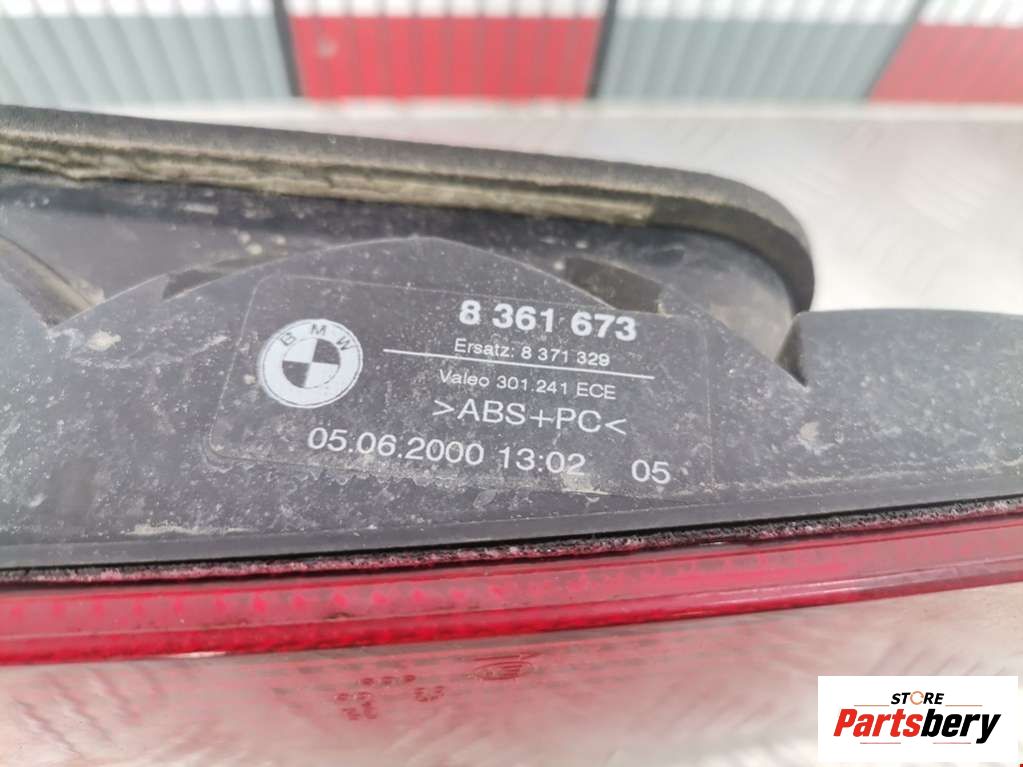 BMW
8 361 673
Ersatz: 8 371 329
Valeo 301.241 ECE
>ABS+PC<
05.06.2000 13:02 05
STORE
Partsbery